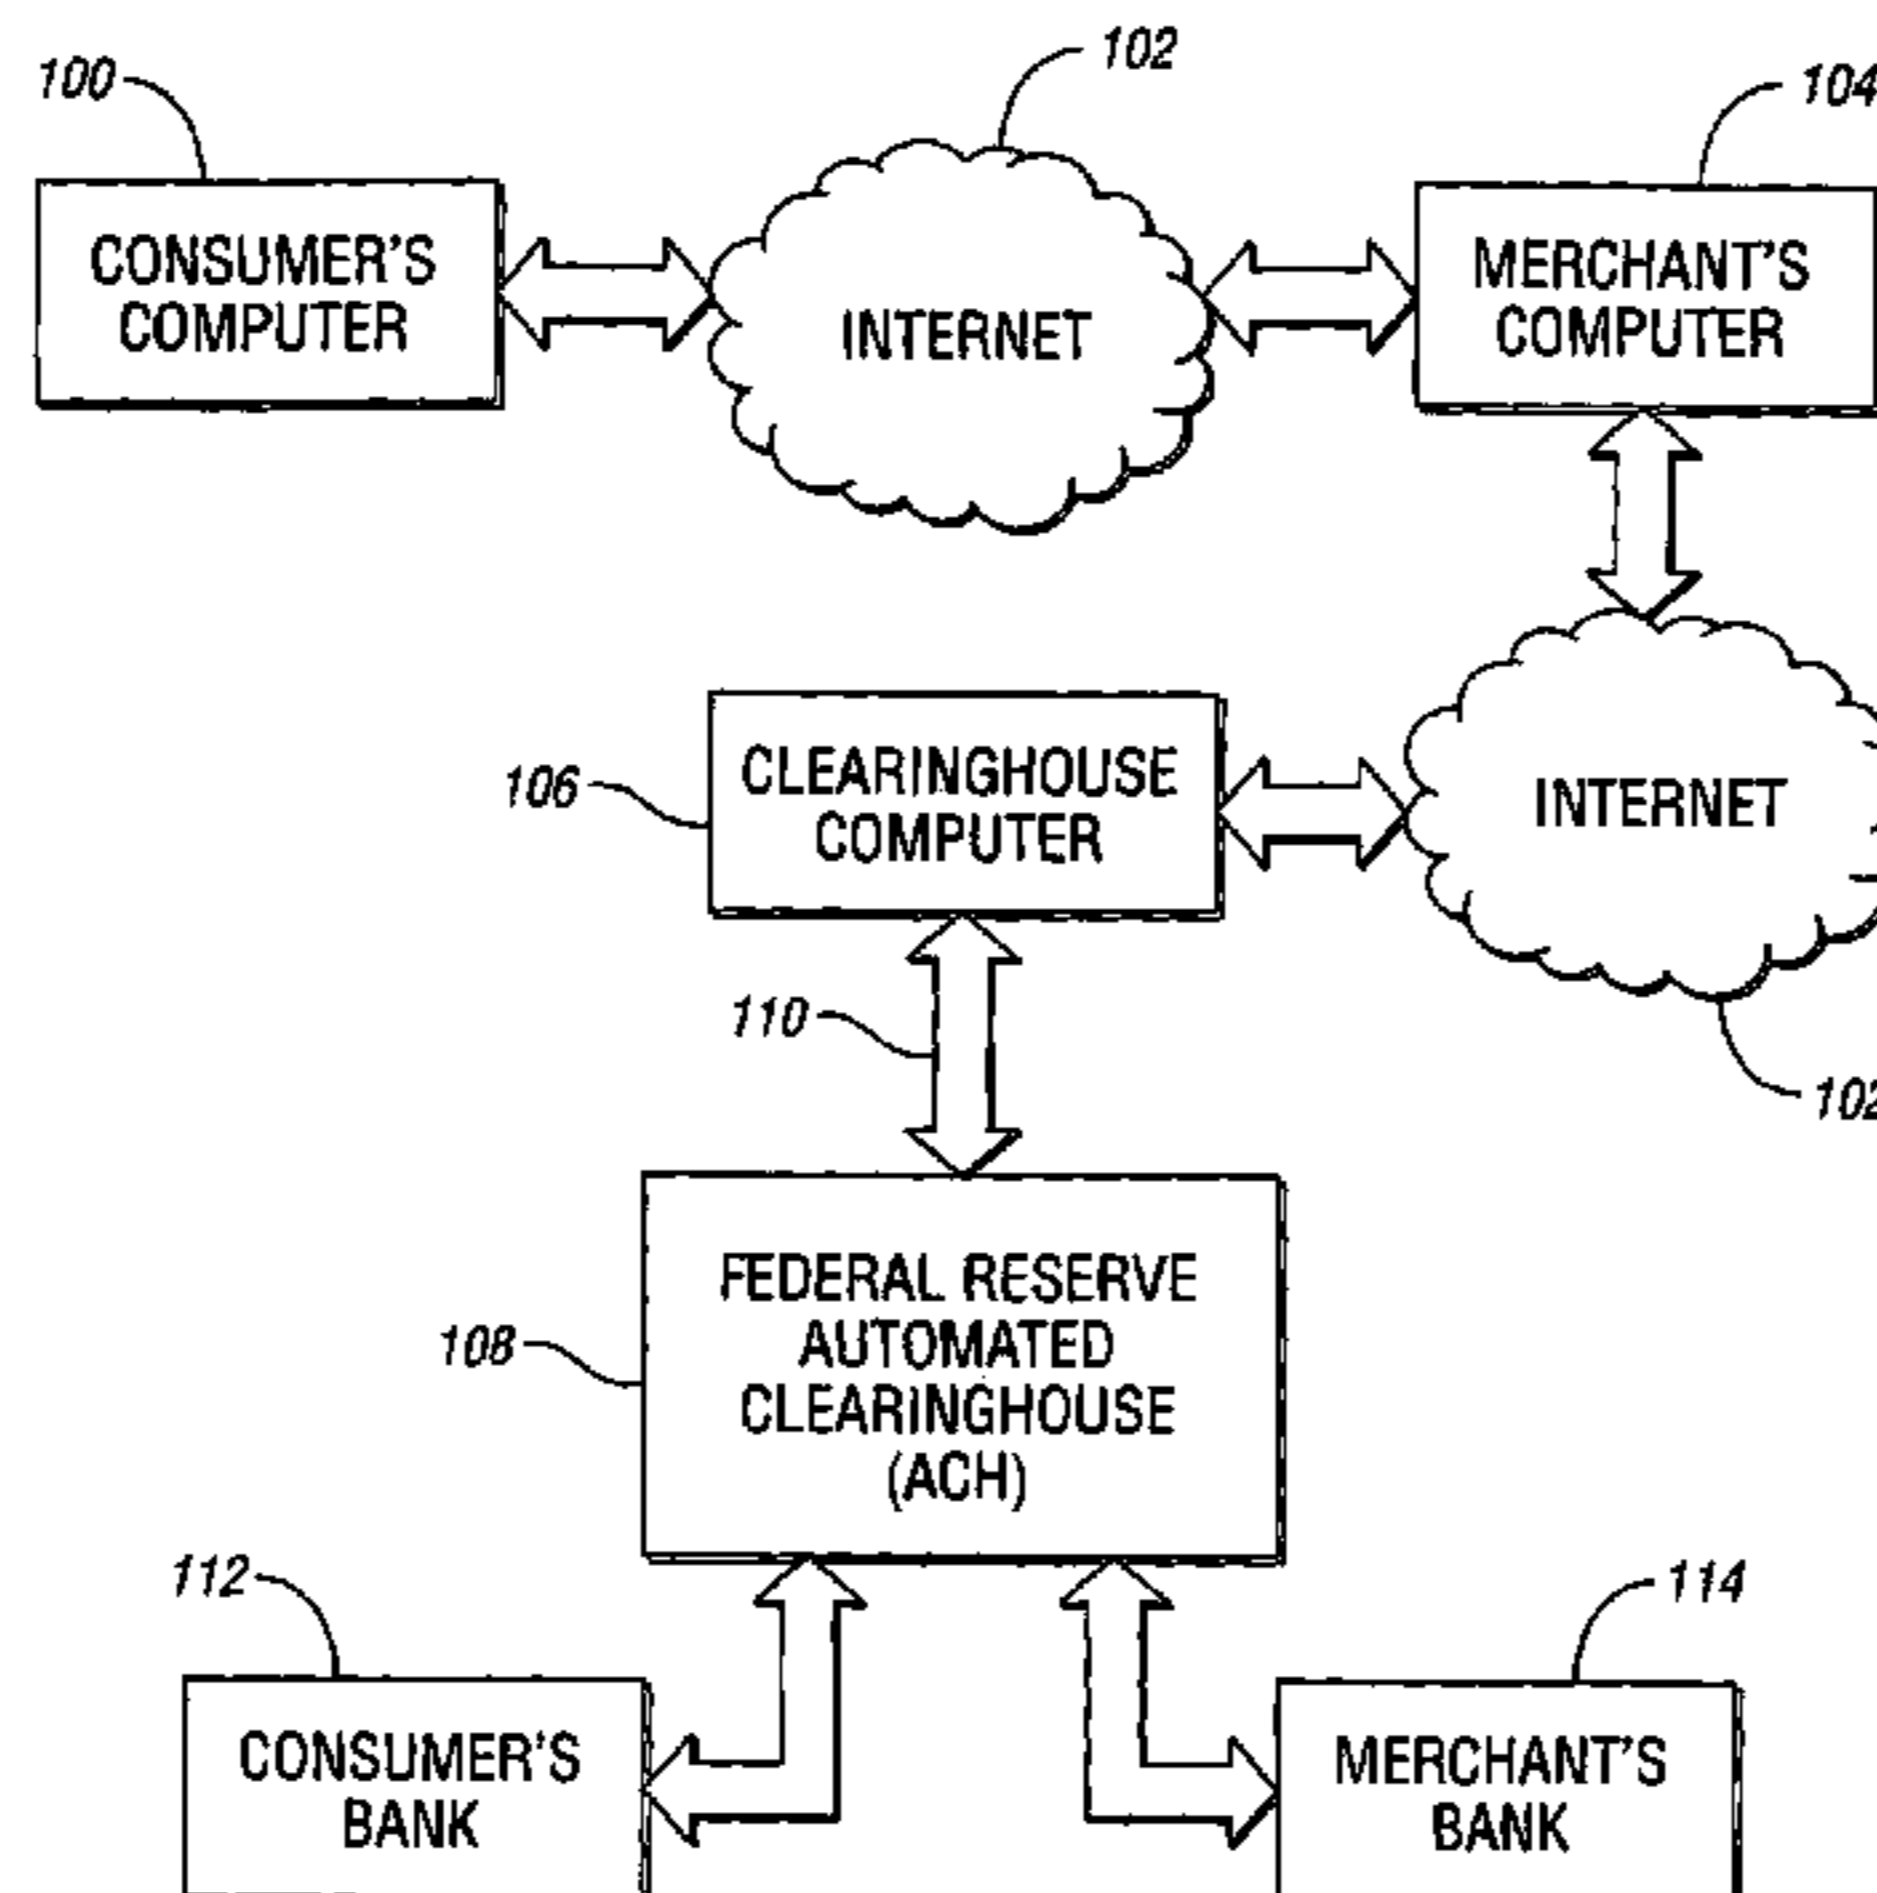 100
102
104
CONSUMER'S
COMPUTER
INTERNET
MERCHANT'S
COMPUTER
106
CLEARINGHOUSE
COMPUTER
INTERNET
110
102
108
FEDERAL RESERVE
AUTOMATED
CLEARINGHOUSE
(ACH)
112
114
CONSUMER'S
BANK
MERCHANT'S
BANK